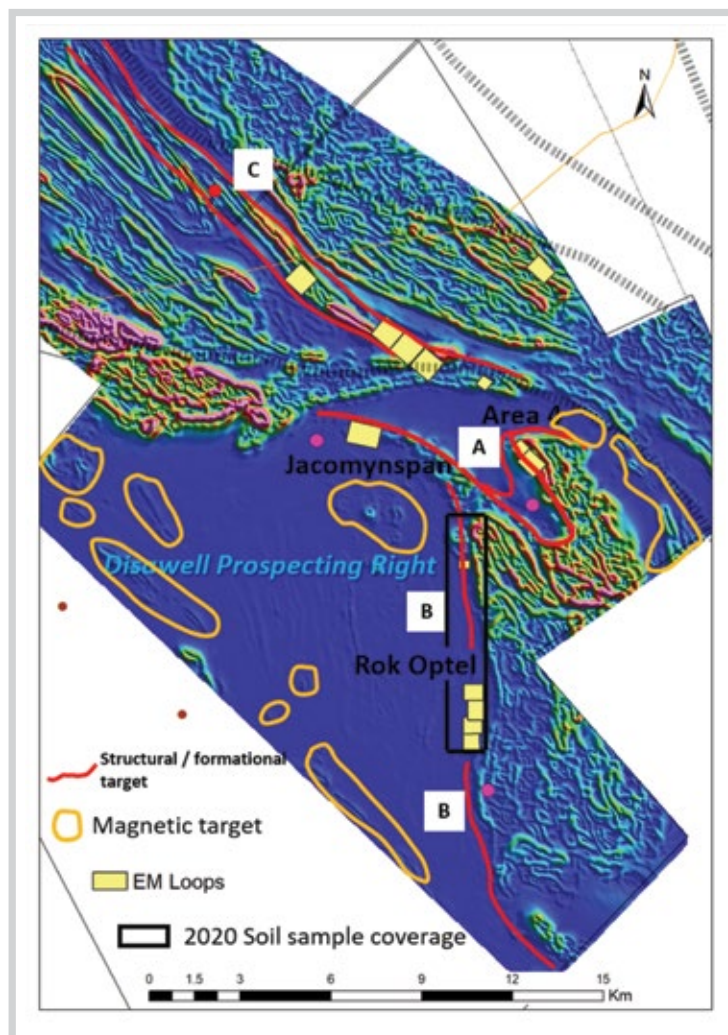 N
C
Area A
A
Jacomynspan
Disawell Prospecting Right
B
Rok Optel
B
Structural / formational
target
Magnetic target
EM Loops
2020 Soil sample coverage
0 1.5 3 6 9 12 15
Km